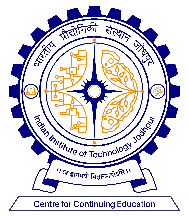 भारतीय प्रौद्योगिकी संस्थान जोधपुर
Indian Institute of Technology Jodhpur
Centre for Continuing Education